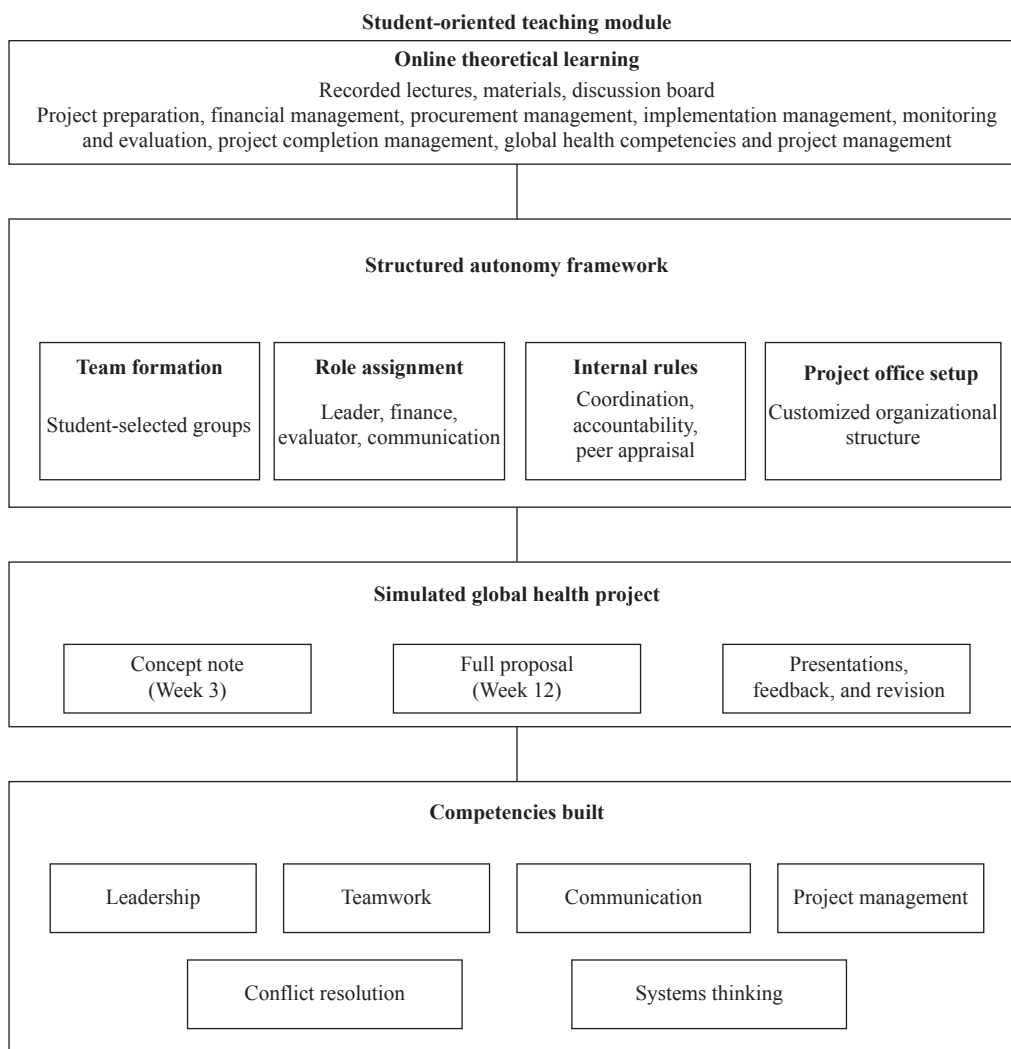 Student-oriented teaching module
Online theoretical learning
Recorded lectures, materials, discussion board
Project preparation, financial management, procurement management, implementation management, monitoring
and evaluation, project completion management, global health competencies and project management
Structured autonomy framework
Team formation
Student-selected groups
Role assignment
Leader, finance,
evaluator, communication
Internal rules
Coordination,
accountability,
peer appraisal
Project office setup
Customized organizational
structure
Simulated global health project
Concept note
(Week 3)
Full proposal
(Week 12)
Presentations,
feedback, and revision
Competencies built
Leadership
Teamwork
Communication
Project management
Conflict resolution
Systems thinking